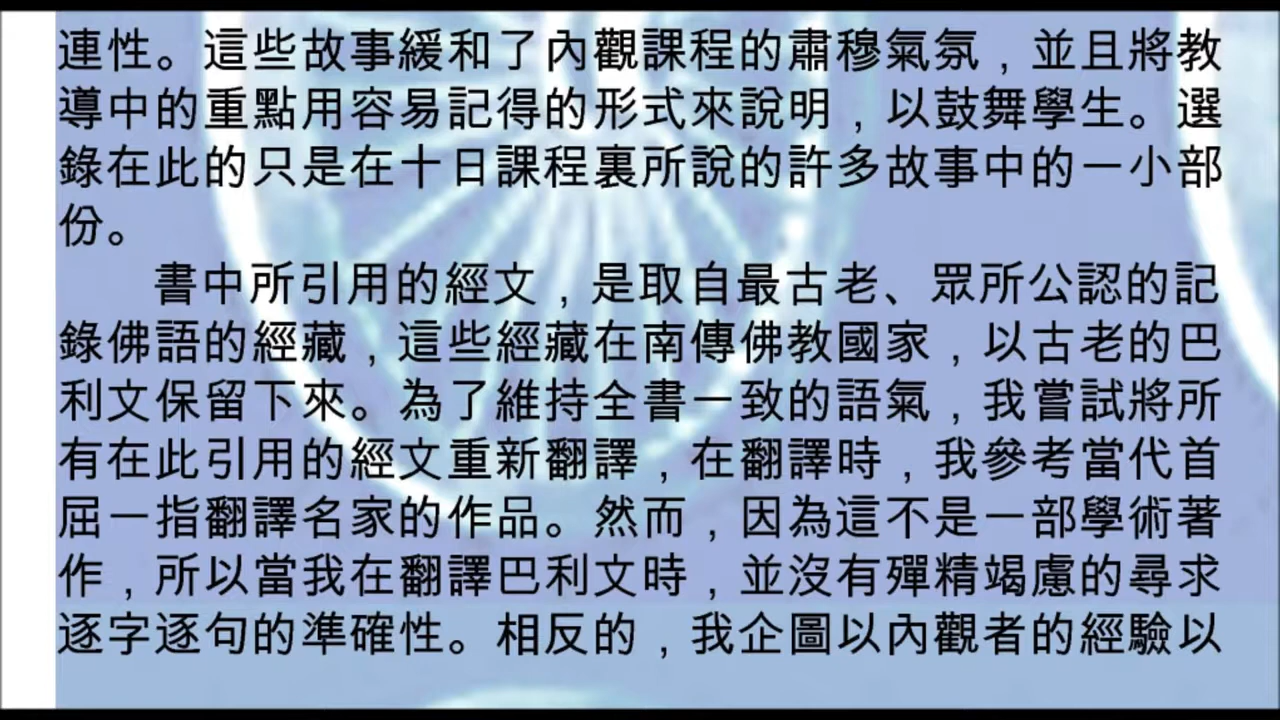 連性。這些故事緩和了內觀課程的肅穆氣氛，並且將教
導中的重點用容易記得的形式來說明，以鼓舞學生。選
錄在此的只是在十日課程裏所說的許多故事中的一小部
份。
書中所引用的經文，是取自最古老、眾所公認的記
錄佛語的經藏，這些經藏在南傳佛教國家，以古老的巴
利文保留下來。為了維持全書一致的語氣，我嘗試將所
有在此引用的經文重新翻譯，在翻譯時，我參考當代首
屈一指翻譯名家的作品。然而，因為這不是一部學術著
作，所以當我在翻譯巴利文時，並沒有殫精竭慮的尋求
逐字逐句的準確性。相反的，我企圖以內觀者的經驗以